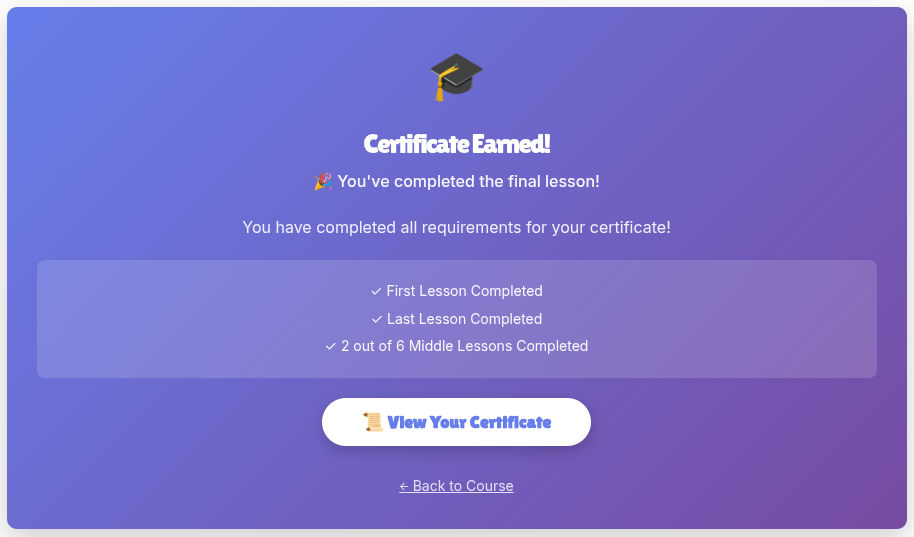 Certificate Earned!
🎉 You've completed the final lesson!
You have completed all requirements for your certificate!
✓ First Lesson Completed
✓ Last Lesson Completed
✓ 2 out of 6 Middle Lessons Completed
📜 View Your Certificate
← Back to Course